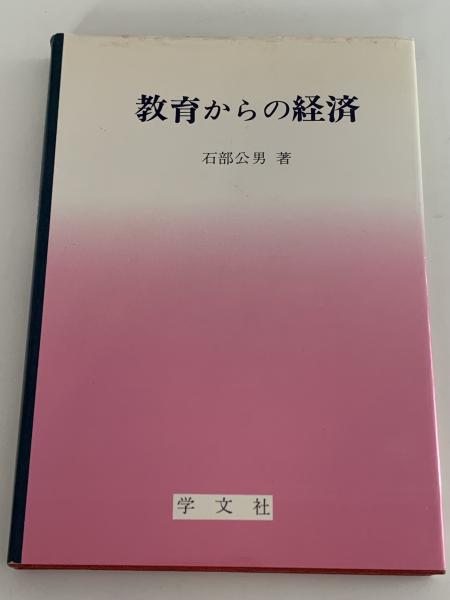 教育からの経済
石部公男 著
学文社